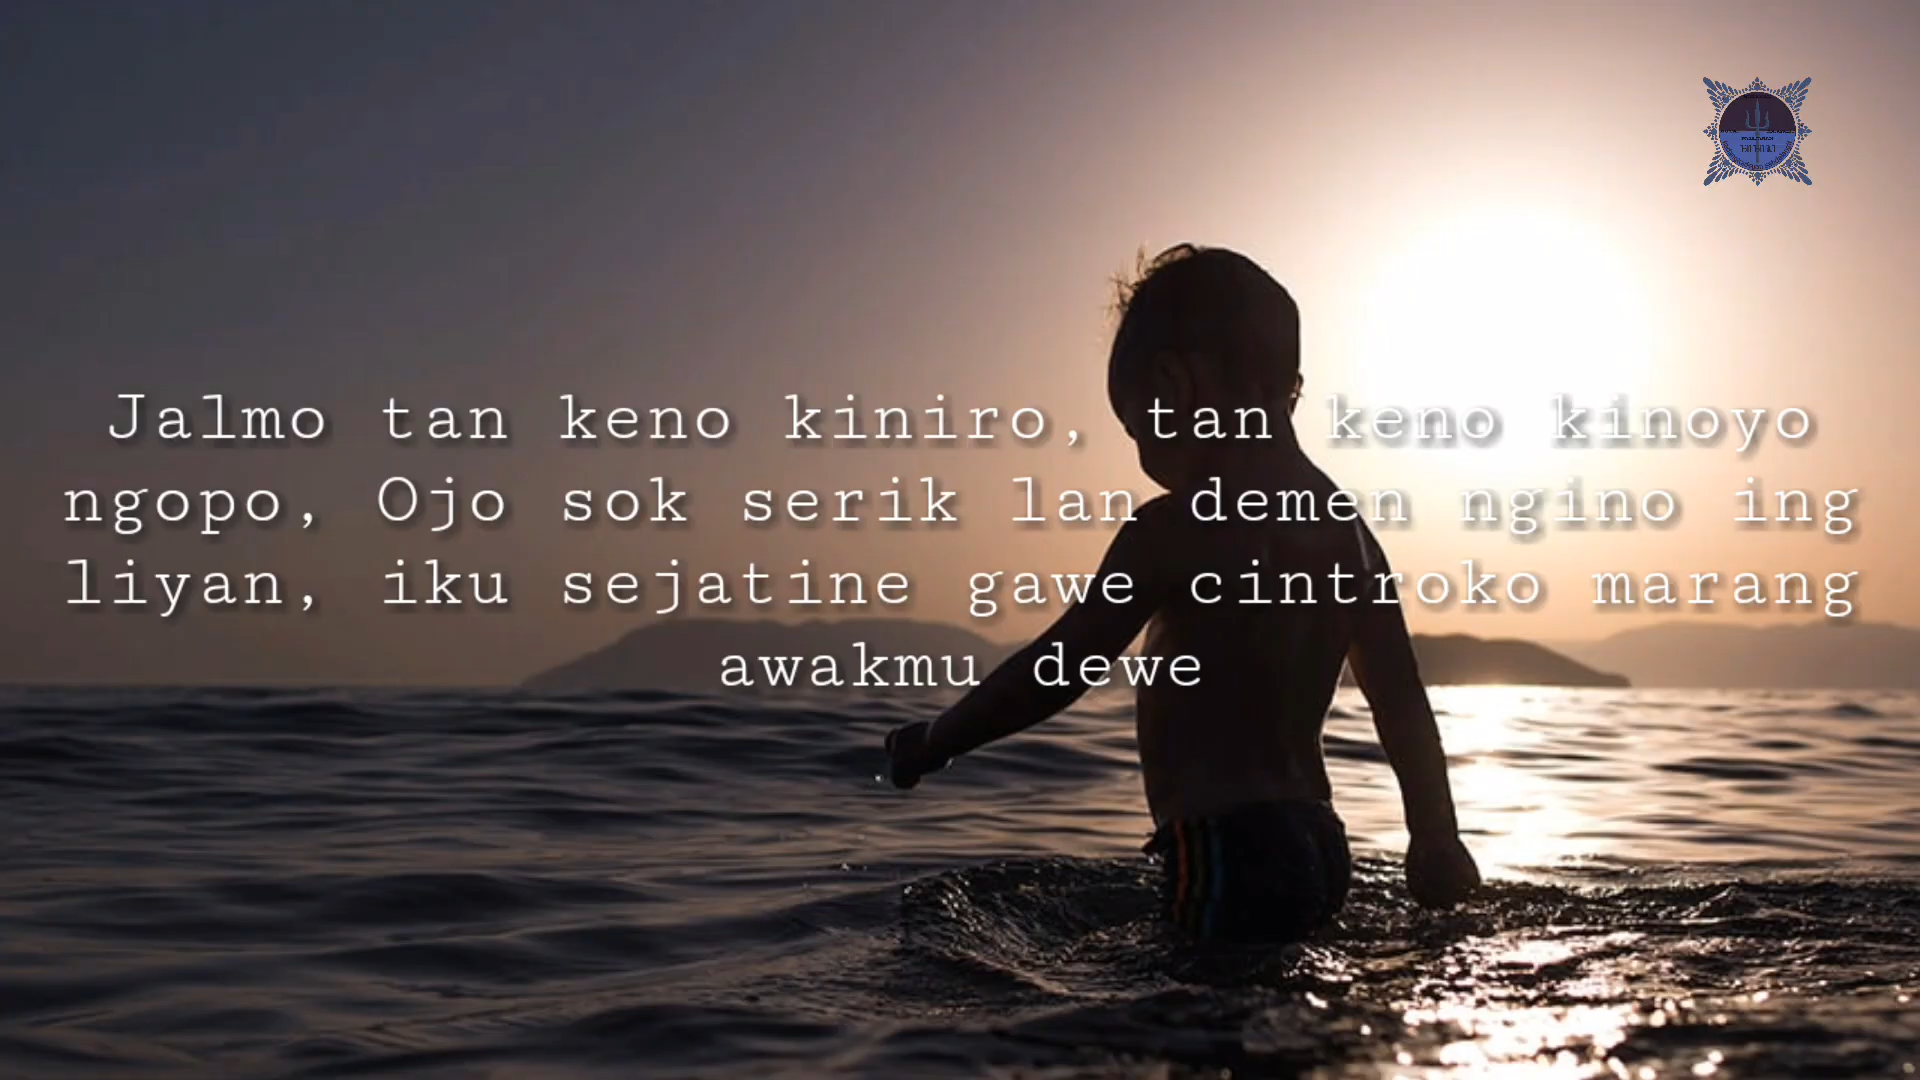 Jalmo tan keno kiniro, tan keno kinoyo
ngopo, Ojo sok serik lan demen ngino ing
liyan, iku sejatine gawe cintroko marang
awakmu dewe